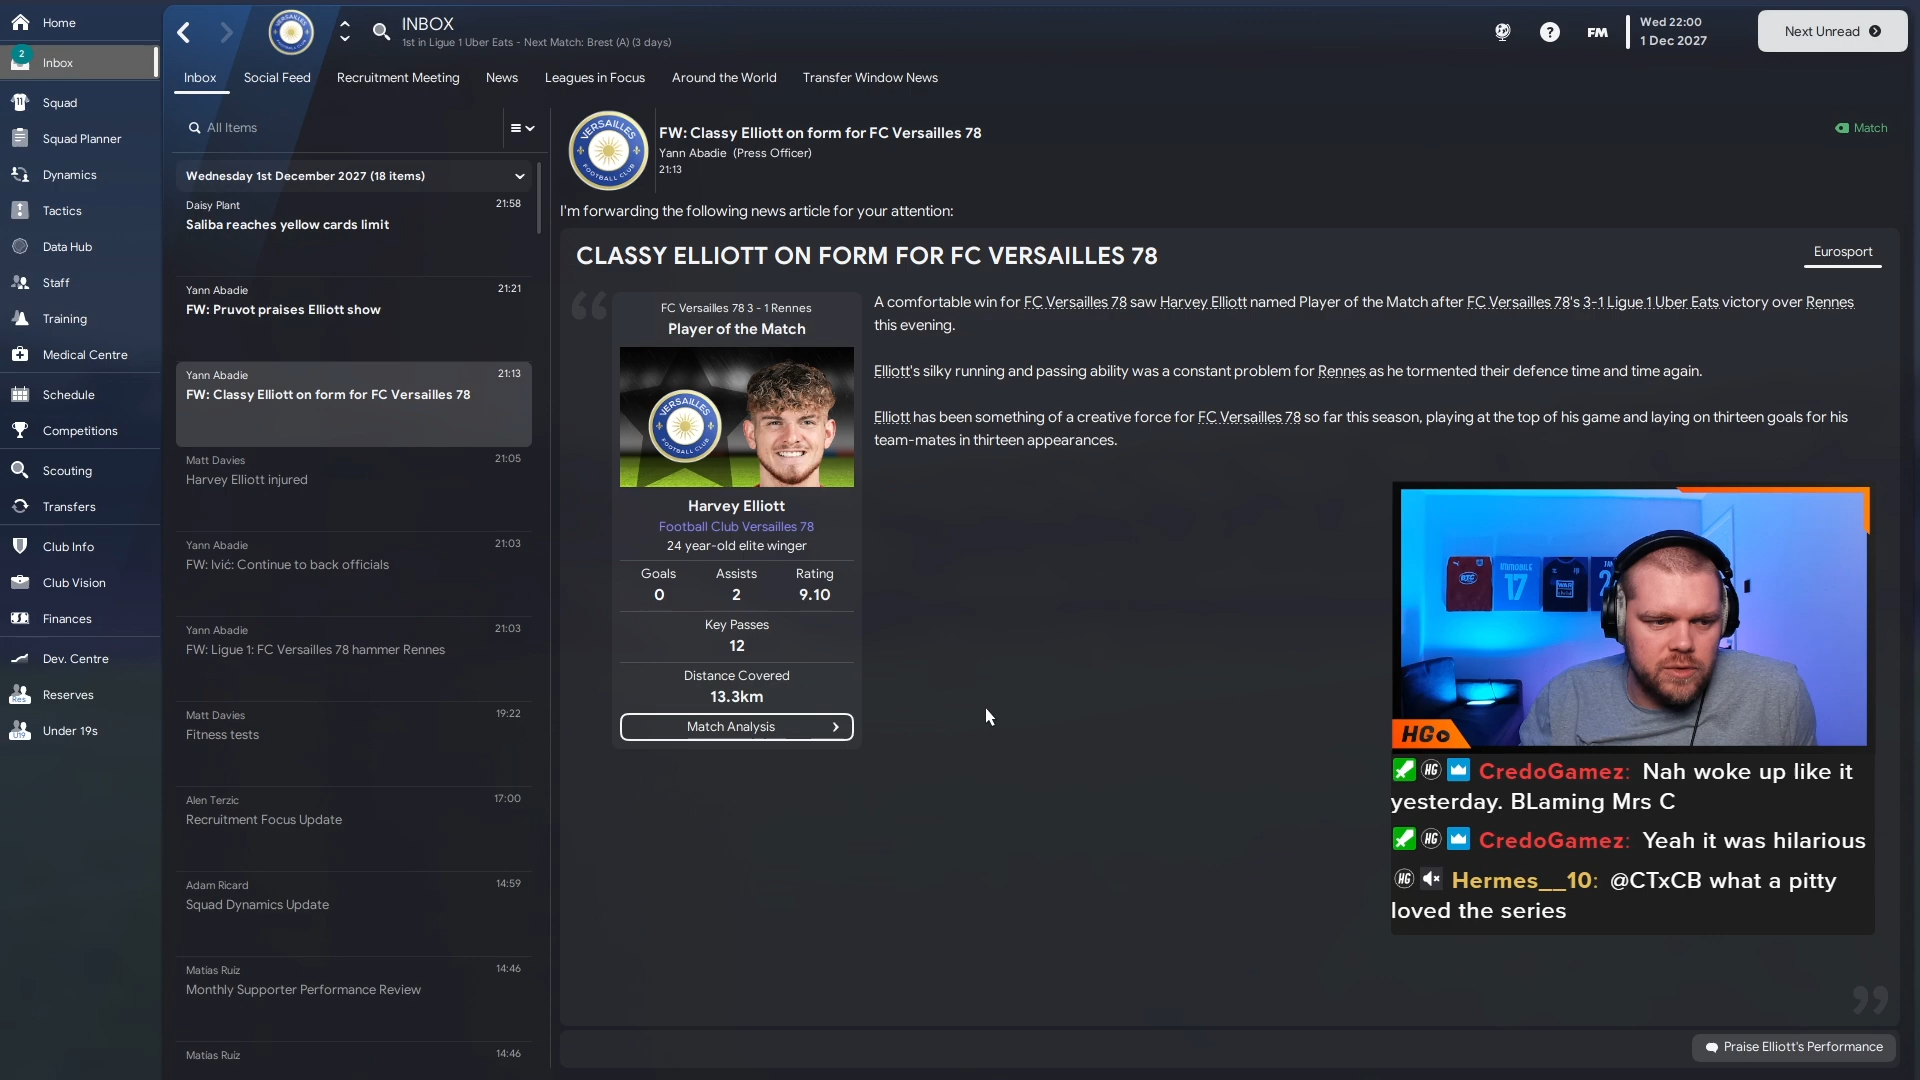 Home
2
Inbox
Squad
Squad Planner
Dynamics
Tactics
Data Hub
Staff
Training
Medical Centre
Schedule
Competitions
Scouting
Transfers
Club Info
Club Vision
Finances
Dev. Centre
Reserves
Under 19s
INBOX
1st in Ligue 1 Uber Eats - Next Match: Brest (A) (3 days)
FM
Wed 22:00
1 Dec 2027
Next Unread
Inbox Social Feed Recruitment Meeting News Leagues in Focus Around the World Transfer Window News
All Items
Wednesday 1st December 2027 (18 items)
Daisy Plant 21:58
Saliba reaches yellow cards limit
Yann Abadie 21:21
FW: Pruvot praises Elliott show
Yann Abadie 21:13
FW: Classy Elliott on form for FC Versailles 78
Matt Davies 21:05
Harvey Elliott injured
Yann Abadie 21:03
FW: Ivić: Continue to back officials
Yann Abadie 21:03
FW: Ligue 1: FC Versailles 78 hammer Rennes
Matt Davies 19:22
Fitness tests
Alen Terzic 17:00
Recruitment Focus Update
Adam Ricard 14:59
Squad Dynamics Update
Matías Ruiz 14:46
Monthly Supporter Performance Review
Matías Ruiz 14:46
VERSAILLES
FOOTBALL CLUB
FW: Classy Elliott on form for FC Versailles 78
Yann Abadie (Press Officer)
21:13
Match
I'm forwarding the following news article for your attention:
CLASSY ELLIOTT ON FORM FOR FC VERSAILLES 78
Eurosport
FC Versailles 78 3 - 1 Rennes
Player of the Match
VERSAILLES
FOOTBALL CLUB
Harvey Elliott
Football Club Versailles 78
24 year-old elite winger
Goals Assists Rating
0 2 9.10
Key Passes
12
Distance Covered
13.3km
Match Analysis
A comfortable win for FC Versailles 78 saw Harvey Elliott named Player of the Match after FC Versailles 78's 3-1 Ligue 1 Uber Eats victory over Rennes
this evening.
Elliott's silky running and passing ability was a constant problem for Rennes as he tormented their defence time and time again.
Elliott has been something of a creative force for FC Versailles 78 so far this season, playing at the top of his game and laying on thirteen goals for his
team-mates in thirteen appearances.
IMMOBILE
17
HG
HG CredoGamez: Nah woke up like it
yesterday. BLaming Mrs C
HG CredoGamez: Yeah it was hilarious
HG Hermes__10: @CTxCB what a pitty
loved the series
Praise Elliott's Performance